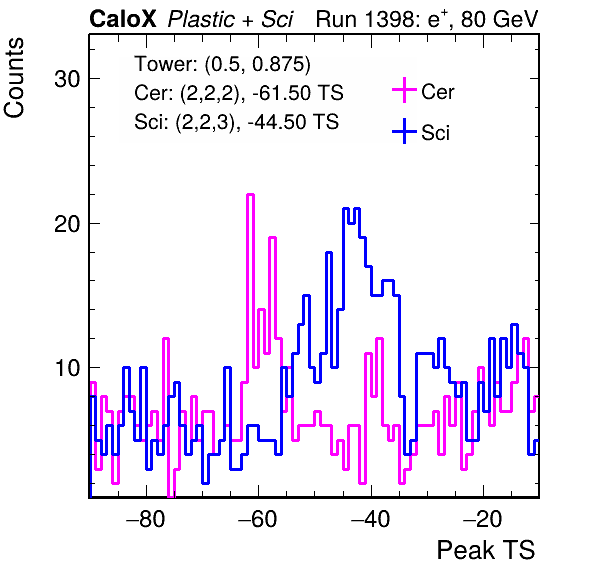 CaloX Plastic + Sci Run 1398: e+, 80 GeV
Counts
Tower: (0.5, 0.875)
Cer: (2,2,2), -61.50 TS
Sci: (2,2,3), -44.50 TS
Cer
Sci
30
20
10
−80 −60 −40 −20
Peak TS